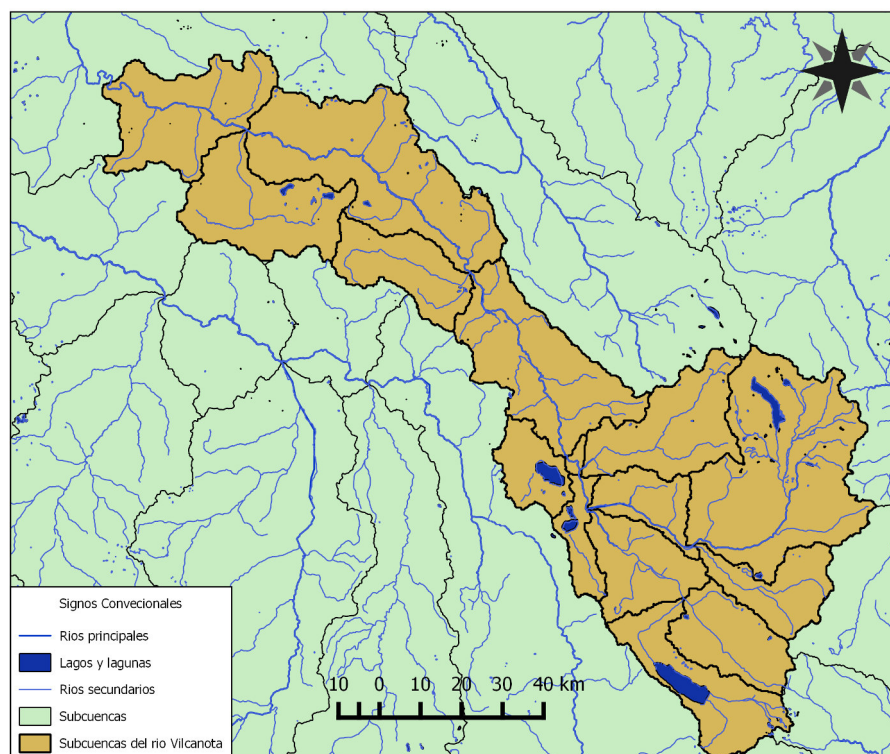 Signos Convecionales
Rios principales
Lagos y lagunas
Rios secundarios
Subcuencas
Subcuencas del rio Vilcanota
10 0 10 20 30 40 km